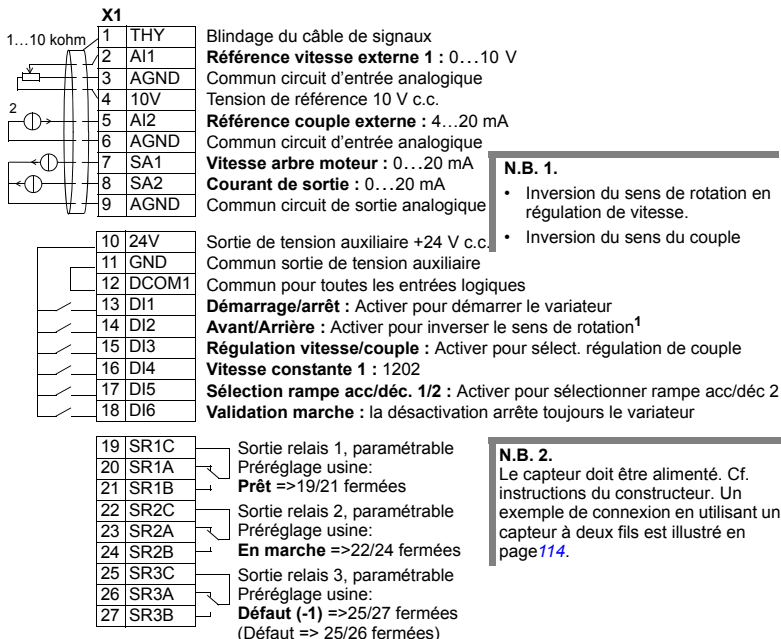 X1
1…10 kohm
1 THY Blindage du câble de signaux
2 AI1 Référence vitesse externe 1 : 0…10 V
3 AGND Commun circuit d'entrée analogique
4 10V Tension de référence 10 V c.c.
2
5 AI2 Référence couple externe : 4…20 mA
6 AGND Commun circuit d'entrée analogique
7 SA1 Vitesse arbre moteur : 0…20 mA
8 SA2 Courant de sortie : 0…20 mA
9 AGND Commun circuit de sortie analogique
N.B. 1.
• Inversion du sens de rotation en
régulation de vitesse.
• Inversion du sens du couple
10 24V Sortie de tension auxiliaire +24 V c.c.
11 GND Commun sortie de tension auxiliaire
12 DCOM1 Commun pour toutes les entrées logiques
13 DI1 Démarrage/arrêt : Activer pour démarrer le variateur
14 DI2 Avant/Arrière : Activer pour inverser le sens de rotation1
15 DI3 Régulation vitesse/couple : Activer pour sélect. régulation de couple
16 DI4 Vitesse constante 1 : 1202
17 DI5 Sélection rampe acc/déc. 1/2 : Activer pour sélectionner rampe acc/déc 2
18 DI6 Validation marche : la désactivation arrête toujours le variateur
19 SR1C Sortie relais 1, paramétrable
20 SR1A Préréglage usine:
21 SR1B Prêt =>19/21 fermées
22 SR2C Sortie relais 2, paramétrable
23 SR2A Préréglage usine:
24 SR2B En marche =>22/24 fermées
25 SR3C Sortie relais 3, paramétrable
26 SR3A Préréglage usine:
27 SR3B Défaut (-1) =>25/27 fermées
(Défaut => 25/26 fermées)
N.B. 2.
Le capteur doit être alimenté. Cf.
instructions du constructeur. Un
exemple de connexion en utilisant un
capteur à deux fils est illustré en
page114.